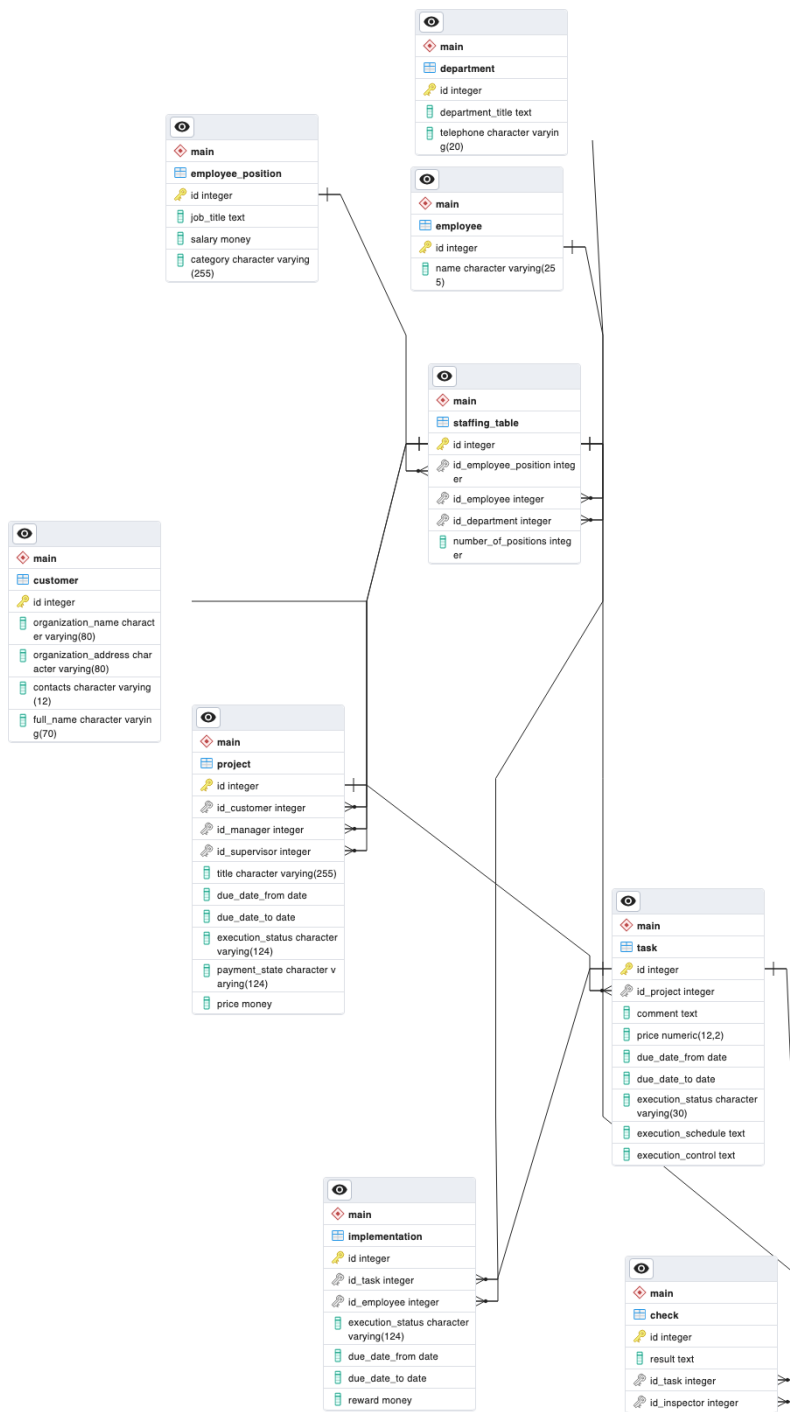 main
department
id integer
department_title text
telephone character varyin
g(20)
main
employee_position
id integer
job_title text
salary money
category character varying
(255)
main
employee
id integer
name character varying(25
5)
main
staffing_table
id integer
id_employee_position integ
er
id_employee integer
id_department integer
number_of_positions integ
er
main
customer
id integer
organization_name charact
er varying(80)
organization_address char
acter varying(80)
contacts character varying
(12)
full_name character varyin
g(70)
main
project
id integer
id_customer integer
id_manager integer
id_supervisor integer
title character varying(255)
due_date_from date
due_date_to date
execution_status character
varying(124)
payment_state character v
arying(124)
price money
main
task
id integer
id_project integer
comment text
price numeric(12,2)
due_date_from date
due_date_to date
execution_status character
varying(30)
execution_schedule text
execution_control text
main
implementation
id integer
id_task integer
id_employee integer
execution_status character
varying(124)
due_date_from date
due_date_to date
reward money
main
check
id integer
result text
id_task integer
id_inspector integer